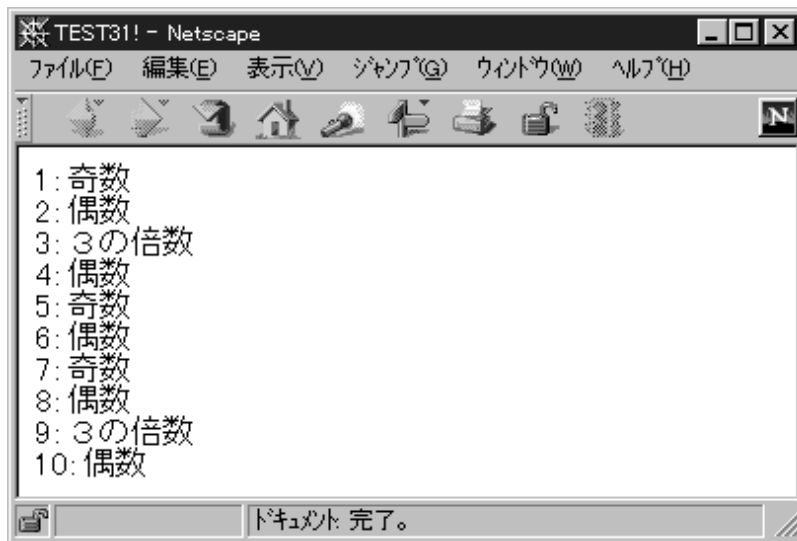 TEST31! - Netscape
ﾌｧｲﾙ(F) 編集(E) 表示(V) ｼﾞｬﾝﾌﾟ(G) ｳｨﾝﾄﾞｳ(W) ﾍﾙﾌﾟ(H)
N
1: 奇数
2: 偶数
3: ３の倍数
4: 偶数
5: 奇数
6: 偶数
7: 奇数
8: 偶数
9: ３の倍数
10: 偶数
ﾄﾞｷｭﾒﾝﾄ: 完了。